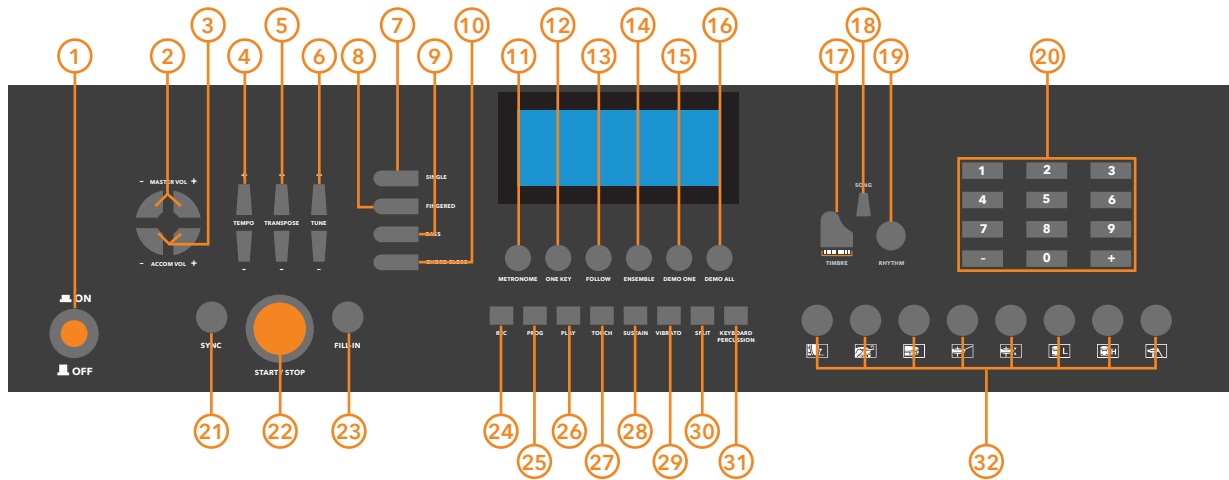 1 2 3 4 5 6 7 8 9 10 11 12 13 14 15 16 17 18 19 20
- MASTER VOL +
- ACCOM VOL +
ON
OFF
+ + +
TEMPO TRANSPOSE TUNE
- - -
SINGLE
FINGERED
BASS
CHORD CLOSE
SYNC
START / STOP
FILL-IN
METRONOME ONE KEY FOLLOW ENSEMBLE DEMO ONE DEMO ALL
REC PROG PLAY TOUCH SUSTAIN VIBRATO SPLIT KEYBOARD
PERCUSSION
SONG
TIMBRE
RHYTHM
1 2 3
4 5 6
7 8 9
- 0 +
L
H
21 22 23 24 25 26 27 28 29 30 31 32